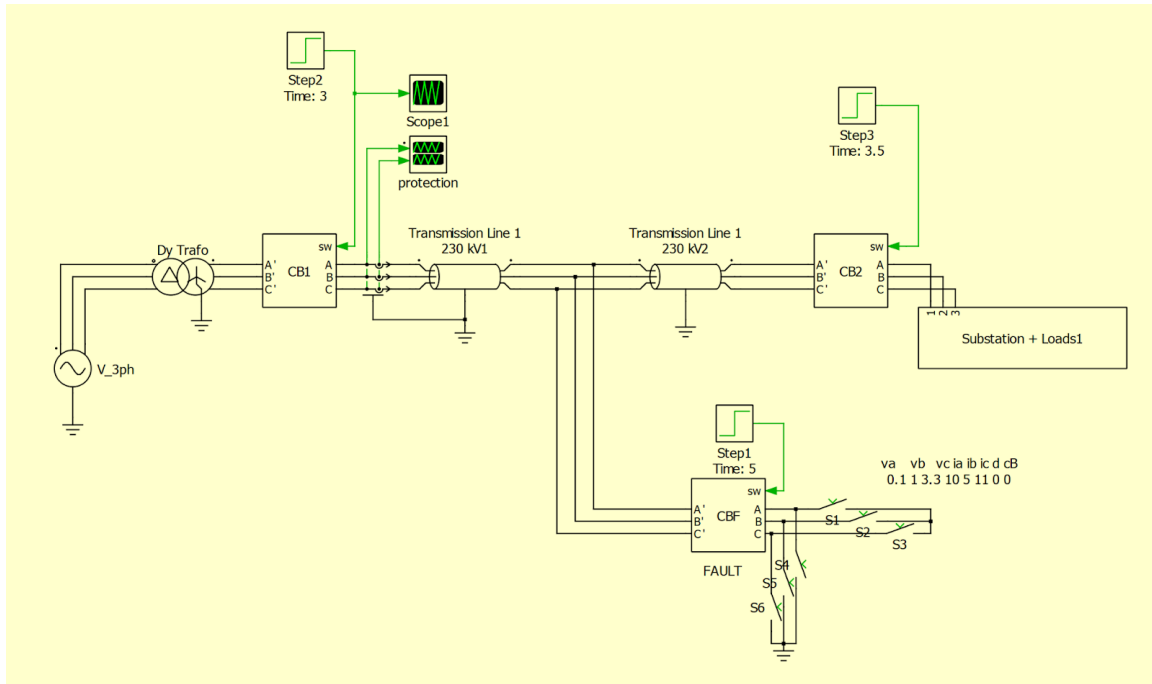 Step2
Time: 3
Scope1
protection
Step3
Time: 3.5
Dy Trafo
Transmission Line 1
230 kV1
Transmission Line 1
230 kV2
sw
A' A
B' CB1 B
C' C
sw
A' A
B' CB2 B
C' C
1 2 3
Substation + Loads1
V_3ph
Step1
Time: 5
va vb vc ia ib ic d cB
0.1 1 3.3 10 5 11 0 0
sw
A' A
B' CBF B
C' C
S1
S2
S3
S4
S5
S6
FAULT